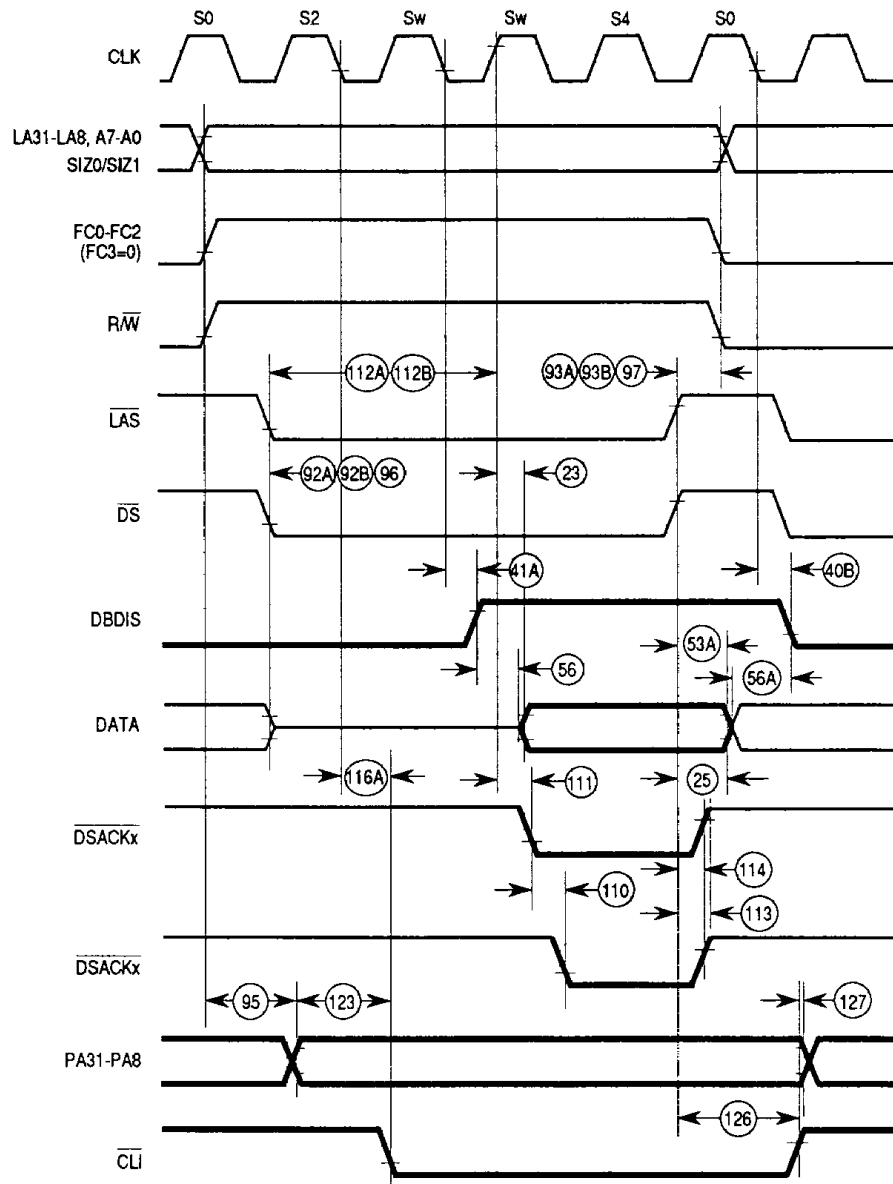 S0 S2 Sw Sw S4 S0
CLK
LA31-LA8, A7-A0
SIZ0/SIZ1
FC0-FC2
(FC3=0)
R/W
112A 112B 93A 93B 97
LAS
92A 92B 96 23
DS
41A 40B
DBDIS
53A
56 56A
DATA
116A 111 25
DSACKx
114
110
113
DSACKx
95 123 127
PA31-PA8
126
CLI